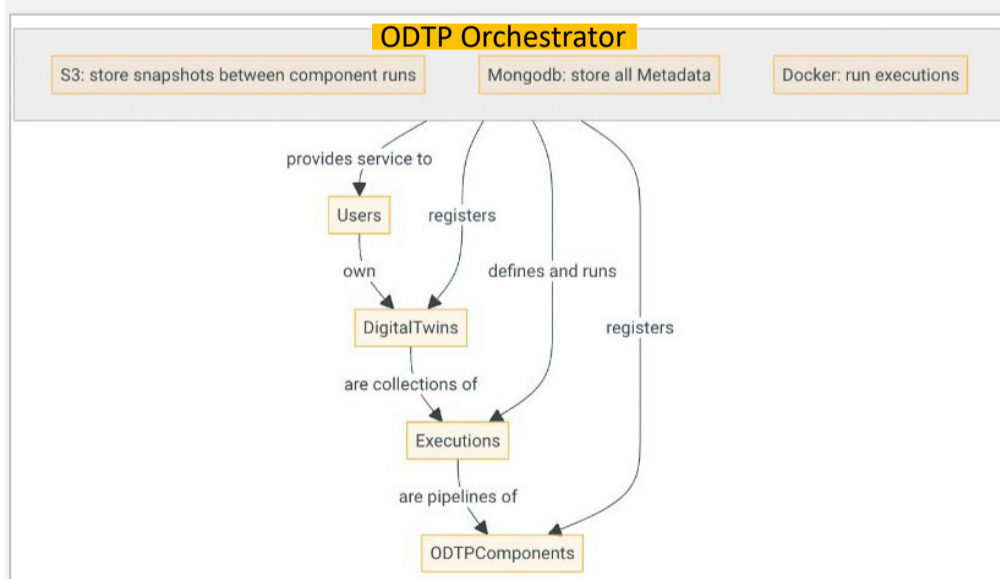 ODTP Orchestrator
S3: store snapshots between component runs
Mongodb: store all Metadata
Docker: run executions
provides service to
Users
registers
own
defines and runs
DigitalTwins
registers
are collections of
Executions
are pipelines of
ODTPComponents